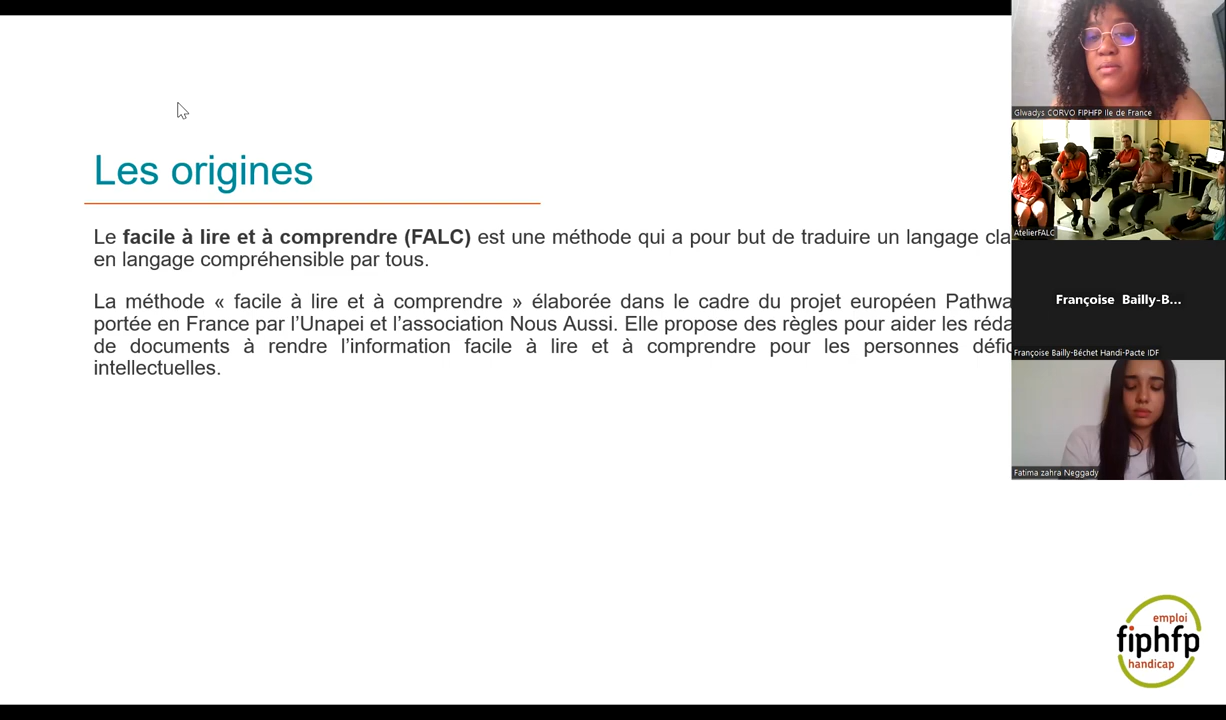 Les origines
Le facile à lire et à comprendre (FALC) est une méthode qui a pour but de traduire un langage
en langage compréhensible par tous.
La méthode « facile à lire et à comprendre » élaborée dans le cadre du projet européen
portée en France par l’Unapei et l’association Nous Aussi. Elle propose des règles pour aider les
de documents à rendre l’information facile à lire et à comprendre pour les personnes
intellectuelles.
Glwadys CORVO FIPHFP Ile de France
AtelierFALC
Françoise Bailly-B...
Françoise Bailly-Béchet Handi-Pacte IDF
Fatima zahra Neggady
emploi
fiphfp
handicap